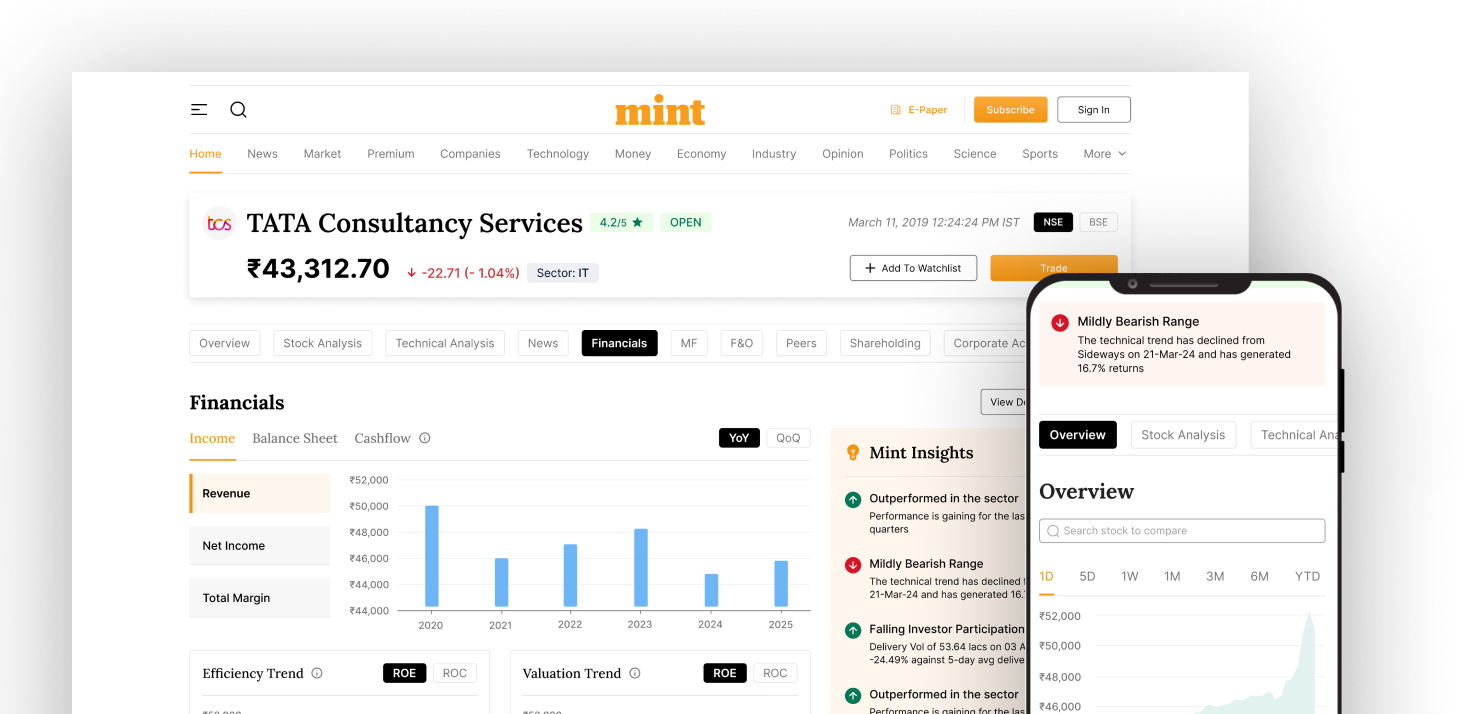 mint
E-Paper
Subscribe
Sign In
Home News Market Premium Companies Technology Money Economy Industry Opinion Politics Science Sports More
tcs TATA Consultancy Services 4.2/5 ★ OPEN
March 11, 2019 12:24:24 PM IST NSE BSE
₹43,312.70 ↓ -22.71 (- 1.04%) Sector: IT
+ Add To Watchlist Trade
Overview Stock Analysis Technical Analysis News Financials MF F&O Peers Shareholding Corporate Ac
Financials
View De
Income Balance Sheet Cashflow
YoY QoQ
Revenue
Net Income
Total Margin
₹52,000
₹50,000
₹48,000
₹46,000
₹44,000
₹44,000
2020 2021 2022 2023 2024 2025
Efficiency Trend ROE ROC
Valuation Trend ROE ROC
₹52,000
₹52,000
Mint Insights
Outperformed in the sector
Performance is gaining for the las
quarters
Mildly Bearish Range
The technical trend has declined
21-Mar-24 and has generated 16.
Falling Investor Participation
Delivery Vol of 53.64 lacs on 03 A
-24.49% against 5-day avg delive
Outperformed in the sector
Performance is gaining for the las
Mildly Bearish Range
The technical trend has declined from
Sideways on 21-Mar-24 and has generated
16.7% returns
Overview Stock Analysis Technical Ana
Overview
Search stock to compare
1D 5D 1W 1M 3M 6M YTD
₹52,000
₹50,000
₹48,000
₹46,000